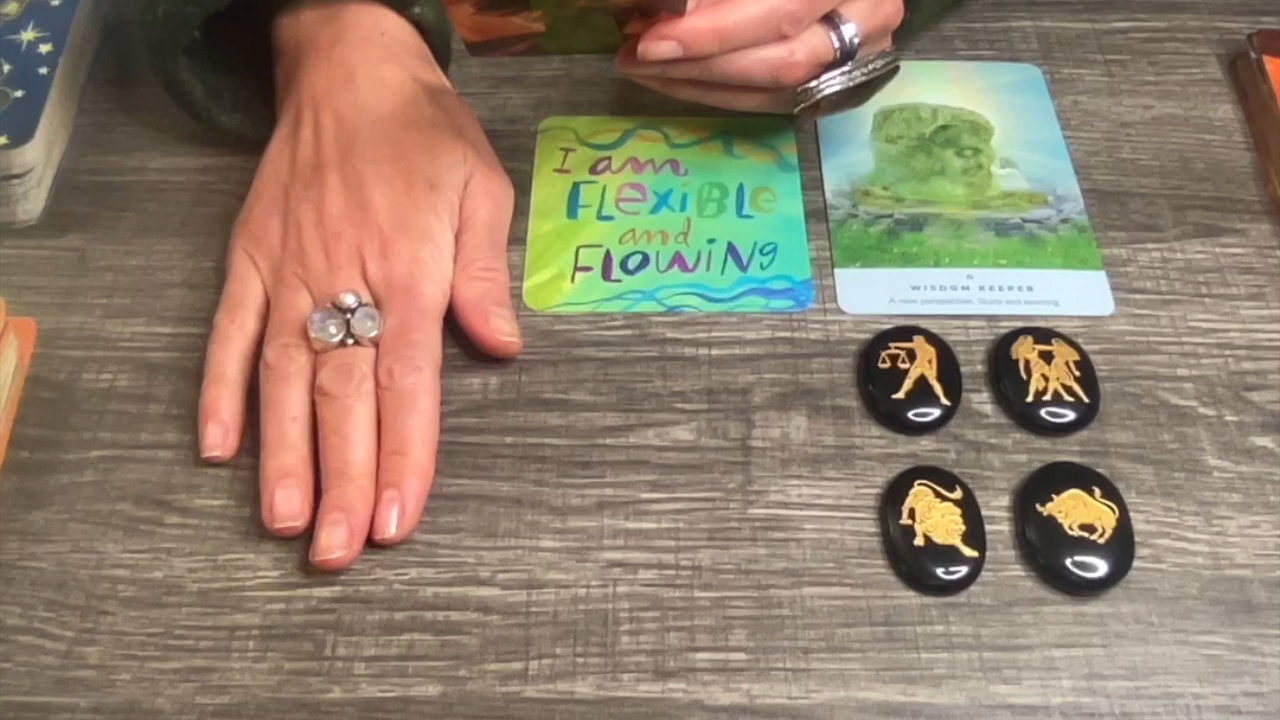 I am
FLexiBLe
and
FLOWiNg
A
WISDOM KEEPER
A new perspective. Study and learning.